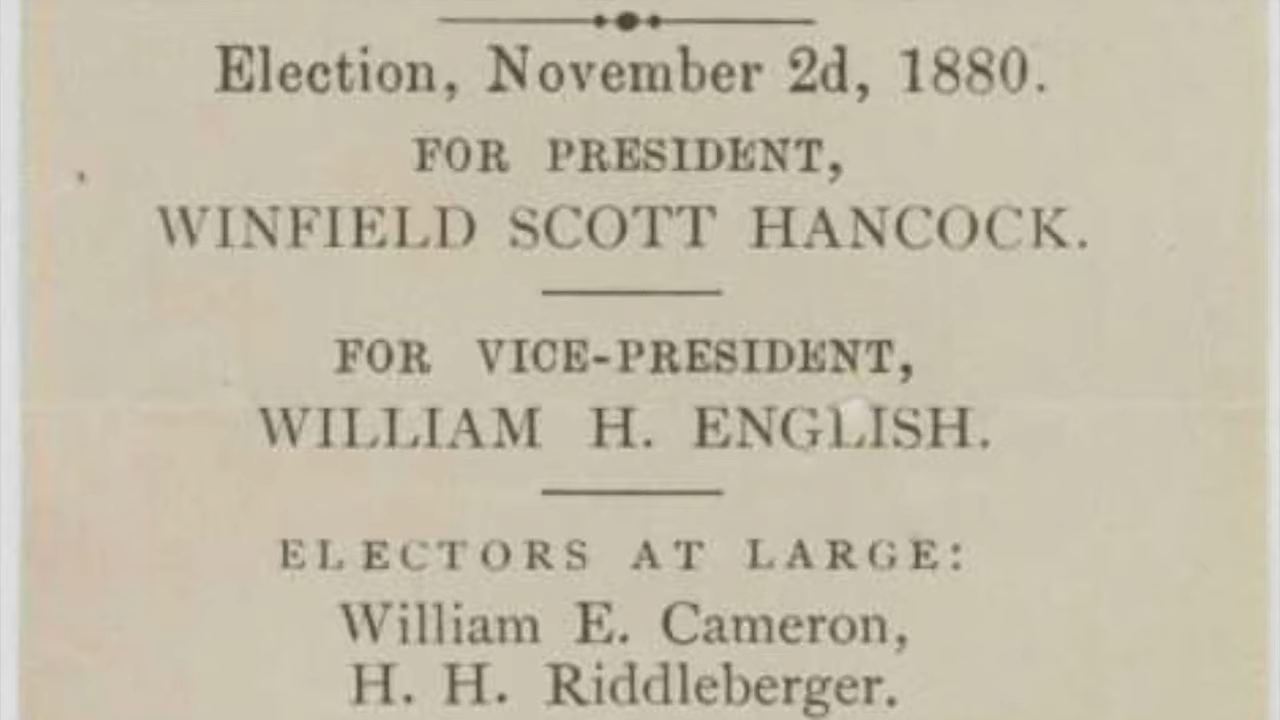 Election, November 2d, 1880.
FOR PRESIDENT,
WINFIELD SCOTT HANCOCK.
FOR VICE-PRESIDENT,
WILLIAM H. ENGLISH.
ELECTORS AT LARGE:
William E. Cameron,
H. H. Riddleberger.